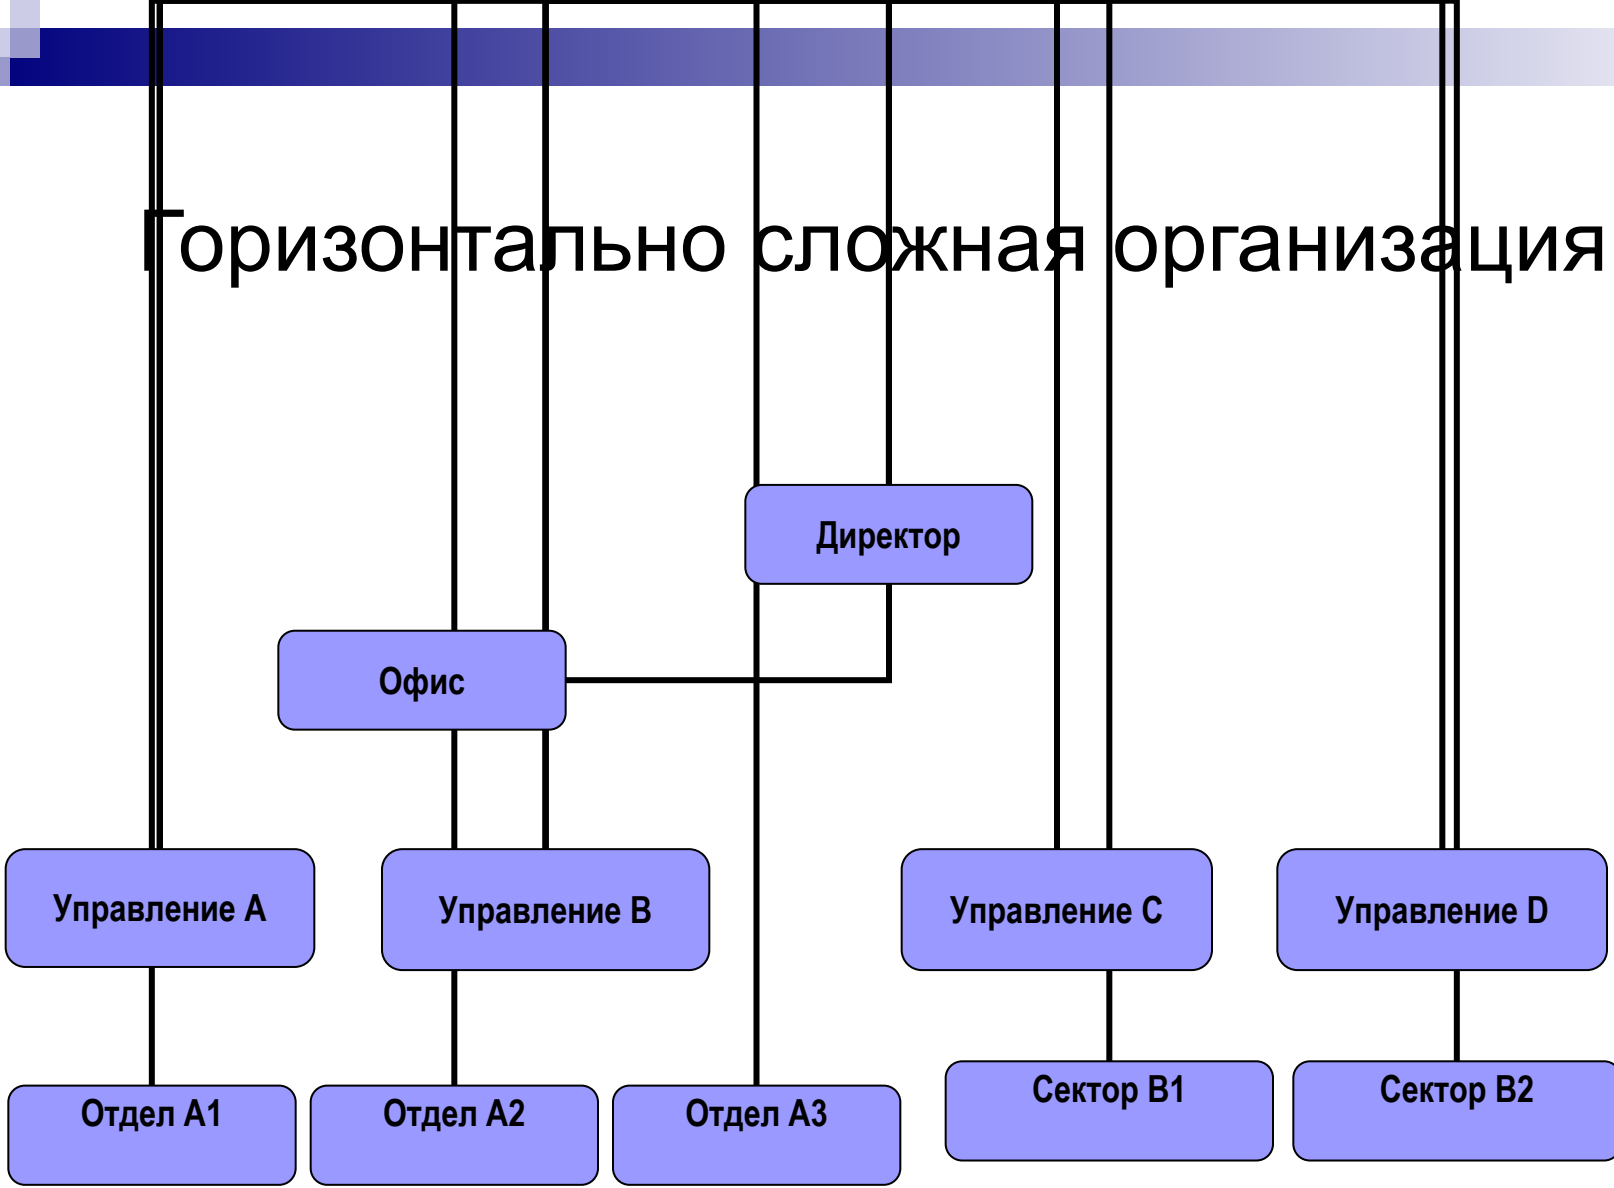 Горизонтально сложная организация
Директор
Офис
Управление A
Управление B
Управление C
Управление D
Отдел A1
Отдел A2
Отдел A3
Сектор B1
Сектор B2